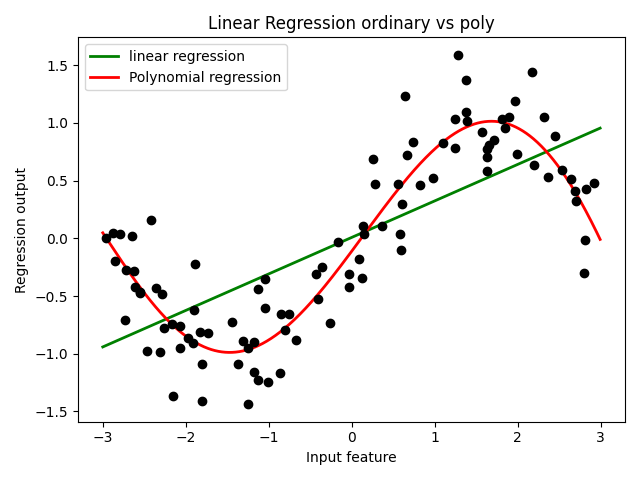 Linear Regression ordinary vs poly
linear regression
Polynomial regression
1.5
1.0
0.5
0.0
−0.5
−1.0
−1.5
Regression output
−3 −2 −1 0 1 2 3
Input feature